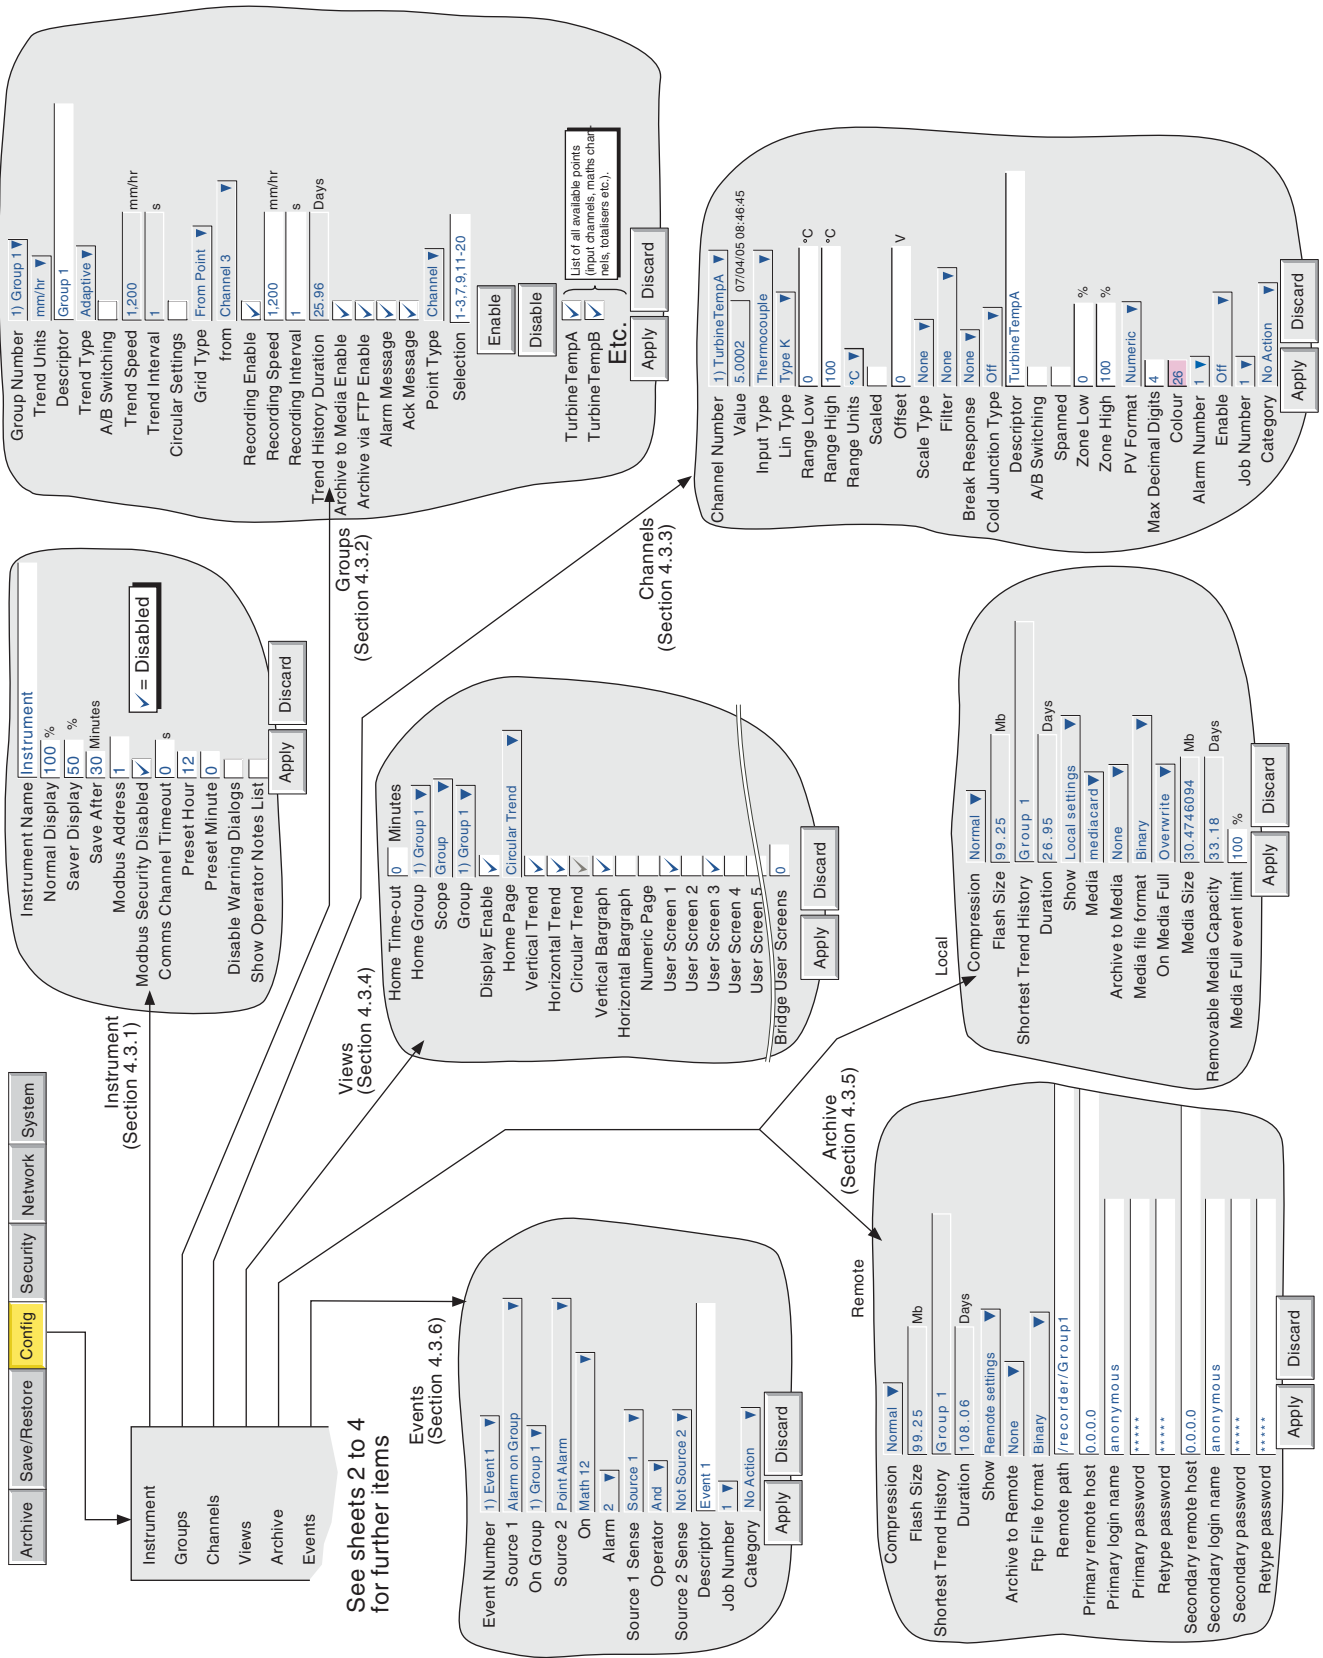 Archive
Save/Restore
Config
Security
Network
System
Instrument
Groups
Channels
Views
Archive
Events
See sheets 2 to 4
for further items
Instrument
(Section 4.3.1)
Instrument Name Instrument
Normal Display 100 %
Saver Display 50 %
Save After 30 Minutes
Modbus Address 1
Modbus Security Disabled
= Disabled
Comms Channel Timeout 0 s
Preset Hour 12
Preset Minute 0
Disable Warning Dialogs
Show Operator Notes List
Apply Discard
Groups
(Section 4.3.2)
Group Number 1) Group 1
Trend Units mm/hr
Descriptor Group 1
Trend Type Adaptive
A/B Switching
Trend Speed 1,200 mm/hr
Trend Interval 1 s
Circular Settings
Grid Type From Point
from Channel 3
Recording Enable
Recording Speed 1,200 mm/hr
Recording Interval 1 s
Trend History Duration 25.96 Days
Archive to Media Enable
Archive via FTP Enable
Alarm Message
Ack Message
Point Type Channel
Selection 1-3,7,9,11-20
Enable
Disable
TurbineTempA
TurbineTempB
Etc.
List of all available points
(input channels, maths chan-
nels, totalisers etc.).
Apply Discard
Channels
(Section 4.3.3)
Channel Number 1) TurbineTempA
Value 5.0002 07/04/05 08:46:45
Input Type Thermocouple
Lin Type Type K
Range Low 0 °C
Range High 100 °C
Range Units °C
Scaled
Offset 0 V
Scale Type None
Filter None
Break Response None
Cold Junction Type Off
Descriptor TurbineTempA
A/B Switching
Spanned
Zone Low 0 %
Zone High 100 %
PV Format Numeric
Max Decimal Digits 4
Colour 26
Alarm Number 1
Enable Off
Job Number 1
Category No Action
Apply Discard
Views
(Section 4.3.4)
Home Time-out 0 Minutes
Home Group 1) Group 1
Scope Group
Group 1) Group 1
Display Enable
Home Page Circular Trend
Vertical Trend
Horizontal Trend
Circular Trend
Vertical Bargraph
Horizontal Bargraph
Numeric Page
User Screen 1
User Screen 2
User Screen 3
User Screen 4
User Screen 5
Bridge User Screens 0
Apply Discard
Archive
(Section 4.3.5)
Local
Compression Normal
Flash Size 99.25 Mb
Shortest Trend History Group 1
Duration 26.95 Days
Show Local settings
Media mediacard
Archive to Media None
Media file format Binary
On Media Full Overwrite
Media Size 30.4746094 Mb
Removable Media Capacity 33.18 Days
Media Full event limit 100 %
Apply Discard
Remote
Compression Normal
Flash Size 99.25 Mb
Shortest Trend History Group 1
Duration 108.06 Days
Show Remote settings
Archive to Remote None
Ftp File format Binary
Remote path /recorder/Group1
Primary remote host 0.0.0.0
Primary login name anonymous
Primary password ****
Retype password ****
Secondary remote host 0.0.0.0
Secondary login name anonymous
Secondary password *****
Retype password *****
Apply Discard
Events
(Section 4.3.6)
Event Number 1) Event 1
Source 1 Alarm on Group
On Group 1) Group 1
Source 2 Point Alarm
On Math 12
Alarm 2
Source 1 Sense Source 1
Operator And
Source 2 Sense Not Source 2
Descriptor Event 1
Job Number 1
Category No Action
Apply Discard